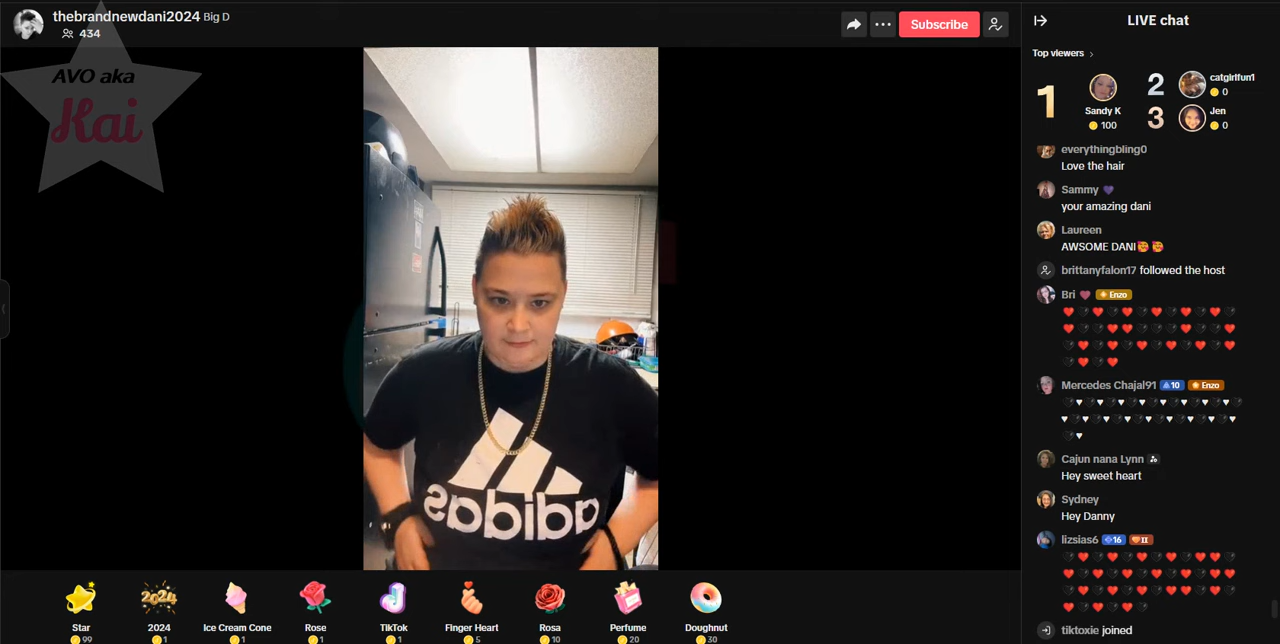 thebrandnewdani2024 Big D
434
Subscribe
AVO aka
Kai
adidas
LIVE chat
Top viewers
1
Sandy K
100
2
catgirlfun1
0
3
Jen
0
everythingbling0
Love the hair
Sammy 💜
your amazing dani
Laureen
AWSOME DANI🥰 🥰
brittanyfalon17 followed the host
Bri Enzo
Mercedes Chajal91 10 Enzo
Cajun nana Lynn
Hey sweet heart
Sydney
Hey Danny
lizsias6 16 II
tiktoxie joined
2024
Star
99
2024
1
Ice Cream Cone
1
Rose
1
TikTok
1
Finger Heart
5
Rosa
10
Perfume
20
Doughnut
30